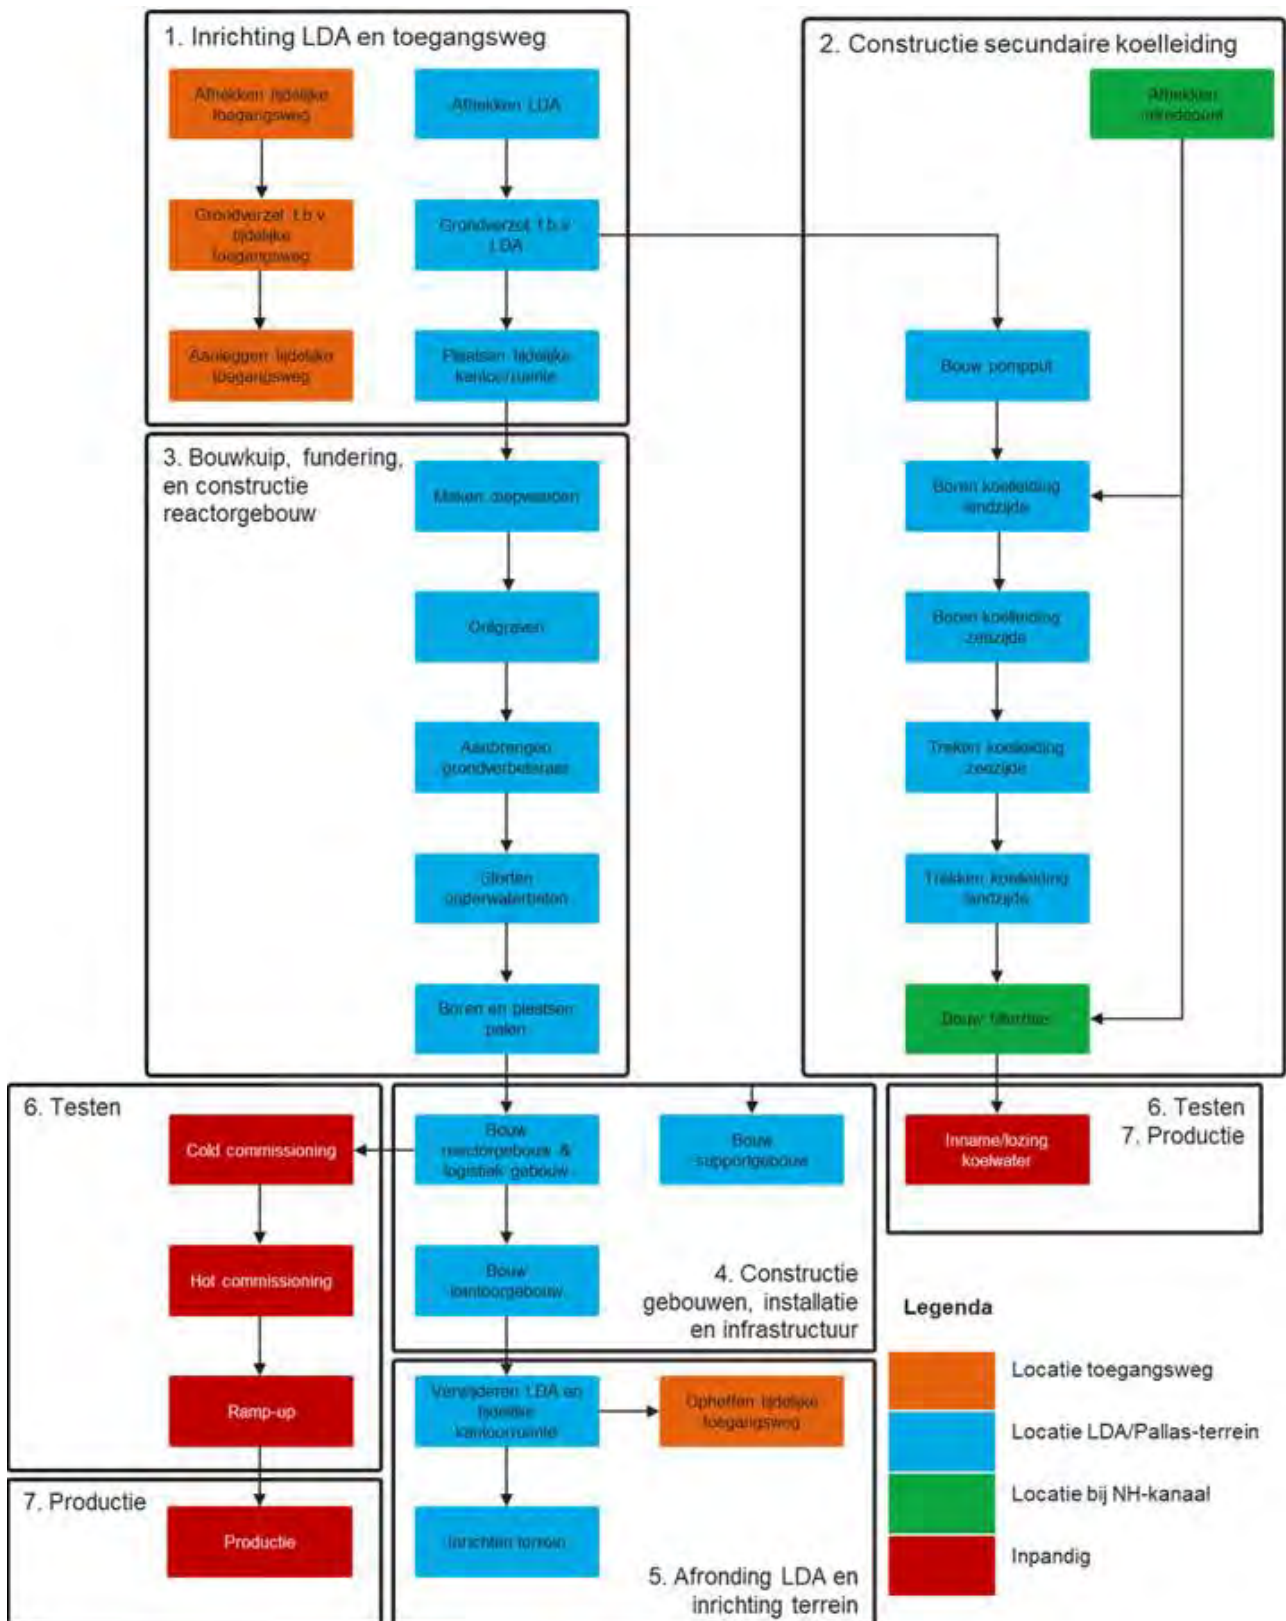 1. Inrichting LDA en toegangsweg
Afhekken tijdelijke
toegangsweg
Afhekken LDA
Grondverzet t.b.v.
tijdelijke
toegangsweg
Grondverzet t.b.v.
LDA
Aanleggen tijdelijke
toegangsweg
Plaatsen tijdelijke
kantoorruimte
2. Constructie secundaire koelleiding
Afhekken
Bouw pompput
Boren koelleiding
landzijde
Boren koelleiding
zeezijde
Trekken koelleiding
zeezijde
Trekken koelleiding
landzijde
Bouw
3. Bouwkuip, fundering,
en constructie
reactorgebouw
Maken diepwanden
Ontgraven
Aanbrengen
grondverbeteraar
Storten
onderwaterbeton
Boren en plaatsen
palen
6. Testen
Cold commissioning
Hot commissioning
Ramp-up
Bouw
reactorgebouw &
logistiek gebouw
Bouw
supportgebouw
Bouw
kantoorgebouw
4. Constructie
gebouwen, installatie
en infrastructuur
6. Testen
7. Productie
Inname/lozing
koelwater
7. Productie
Productie
Verwijderen LDA en
tijdelijke
kantoorruimte
Opheffen tijdelijke
toegangsweg
Inrichten terrein
5. Afronding LDA en
inrichting terrein
Legenda
Locatie toegangsweg
Locatie LDA/Pallas-terrein
Locatie bij NH-kanaal
Inpandig